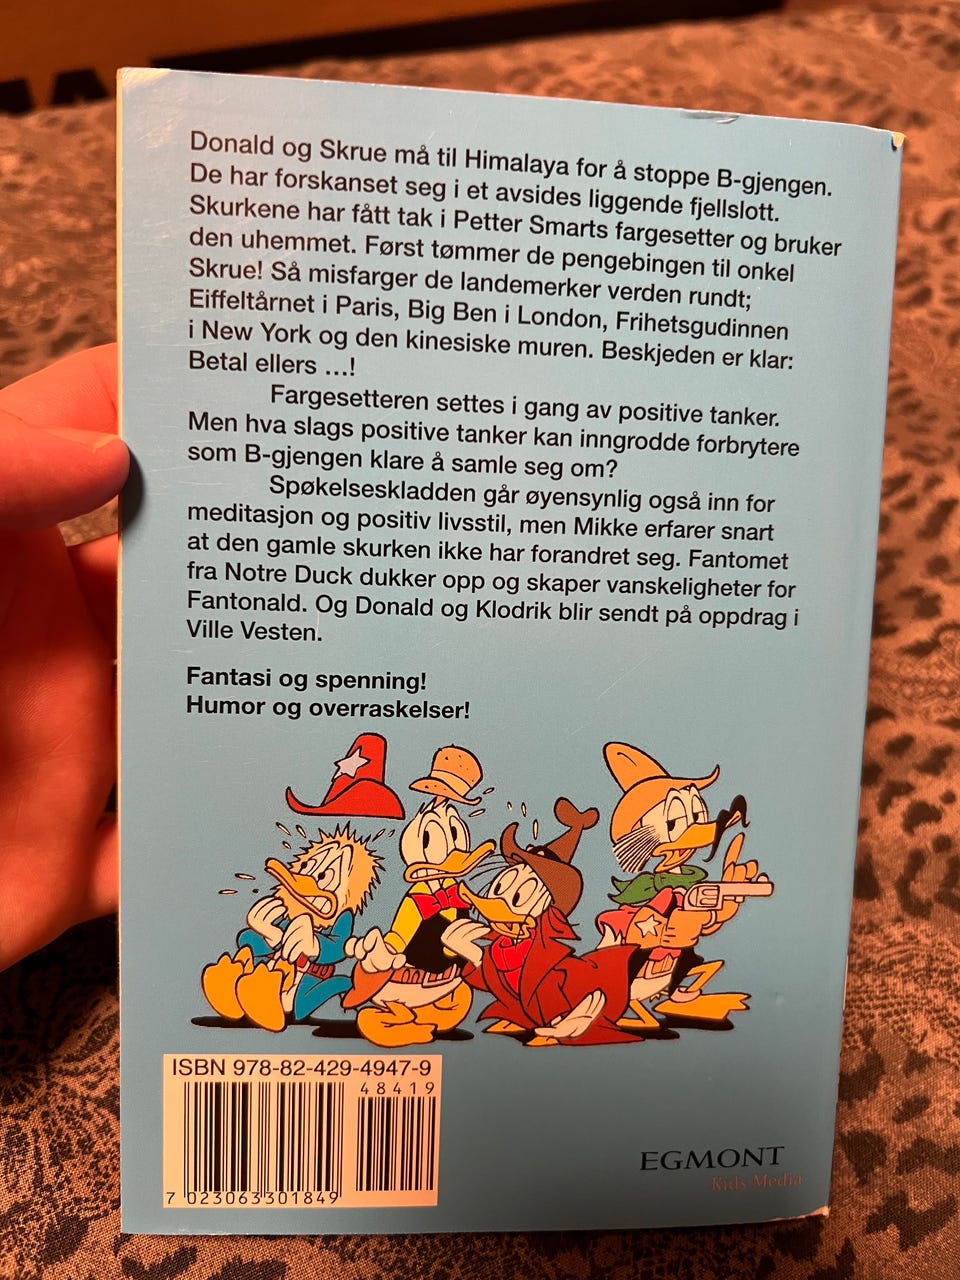 Donald og Skrue må til Himalaya for å stoppe B-gjengen.
De har forskanset seg i et avsides liggende fjellslott.
Skurkene har fått tak i Petter Smarts fargesetter og bruker
den uhemmet. Først tømmer de pengebingen til onkel
Skrue! Så misfarger de landemerker verden rundt;
Eiffeltårnet i Paris, Big Ben i London, Frihetsgudinnen
i New York og den kinesiske muren. Beskjeden er klar:
Betal ellers ...!
Fargesetteren settes i gang av positive tanker.
Men hva slags positive tanker kan inngrodde forbrytere
som B-gjengen klare å samle seg om?
Spøkelseskladden går øyensynlig også inn for
meditasjon og positiv livsstil, men Mikke erfarer snart
at den gamle skurken ikke har forandret seg. Fantomet
fra Notre Duck dukker opp og skaper vanskeligheter for
Fantonald. Og Donald og Klodrik blir sendt på oppdrag i
Ville Vesten.
Fantasi og spenning!
Humor og overraskelser!
ISBN 978-82-429-4947-9
48419
7 023063301849
EGMONT
Kids Media